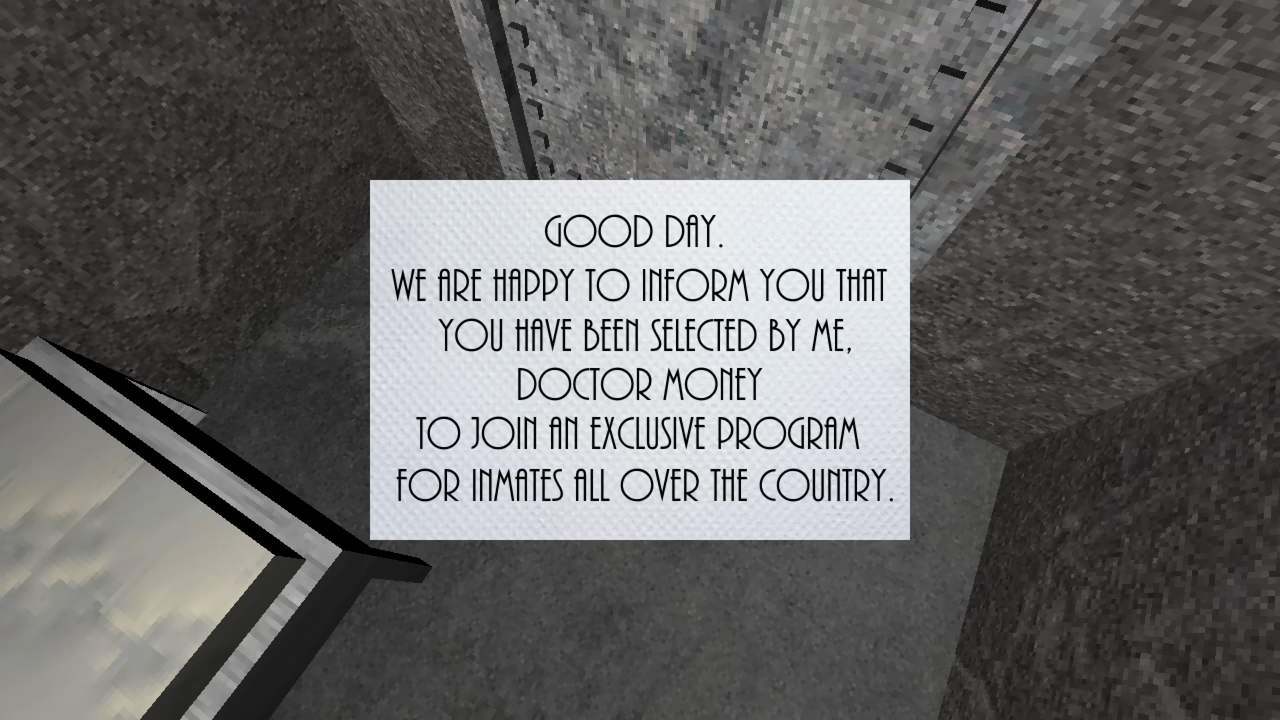 GOOD DAY.
WE ARE HAPPY TO INFORM YOU THAT
YOU HAVE BEEN SELECTED BY ME,
DOCTOR MONEY
TO JOIN AN EXCLUSIVE PROGRAM
FOR INMATES ALL OVER THE COUNTRY.